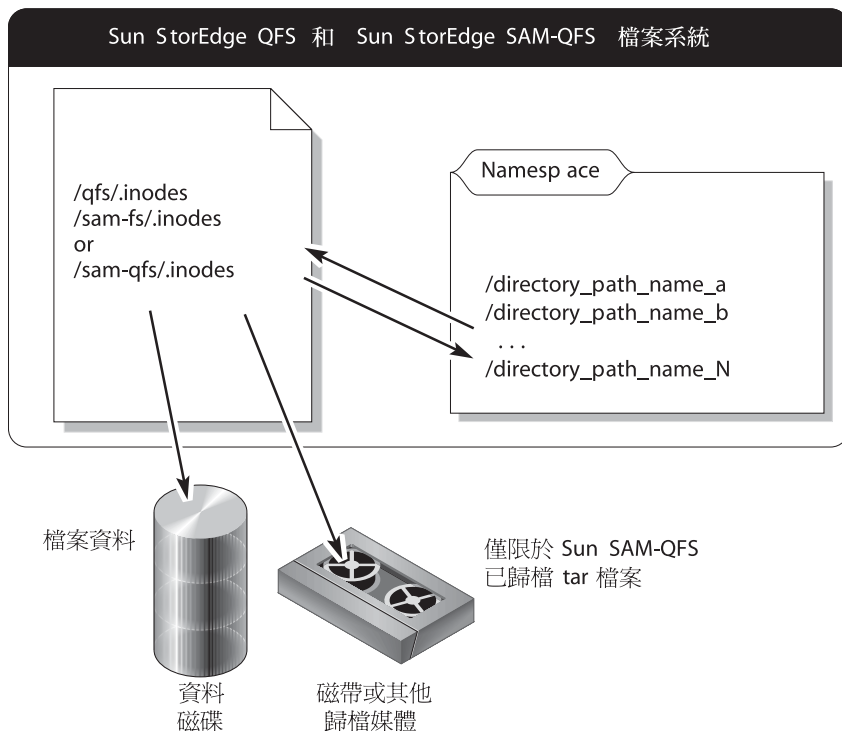 Sun StorEdge QFS 和 Sun StorEdge SAM-QFS 檔案系統
/qfs/.inodes
/sam-fs/.inodes
or
/sam-qfs/.inodes
Namesp ace
/directory_path_name_a
/directory_path_name_b
...
/directory_path_name_N
檔案資料
僅限於 Sun SAM-QFS
已歸檔 tar 檔案
資料
磁碟
磁帶或其他
歸檔媒體